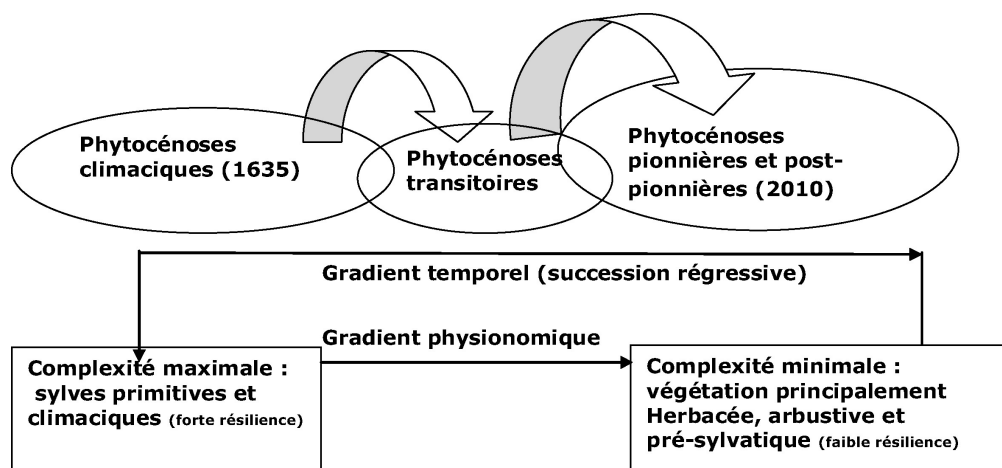 Phytocénoses
climaciques (1635)
Phytocénoses
transitoires
Phytocénoses
pionnières et post-
pionnières (2010)
Gradient temporel (succession régressive)
Gradient physionomique
Complexité maximale :
sylves primitives et
climaciques (forte résilience)
Complexité minimale :
végétation principalement
Herbacée, arbustive et
pré-sylvatique (faible résilience)